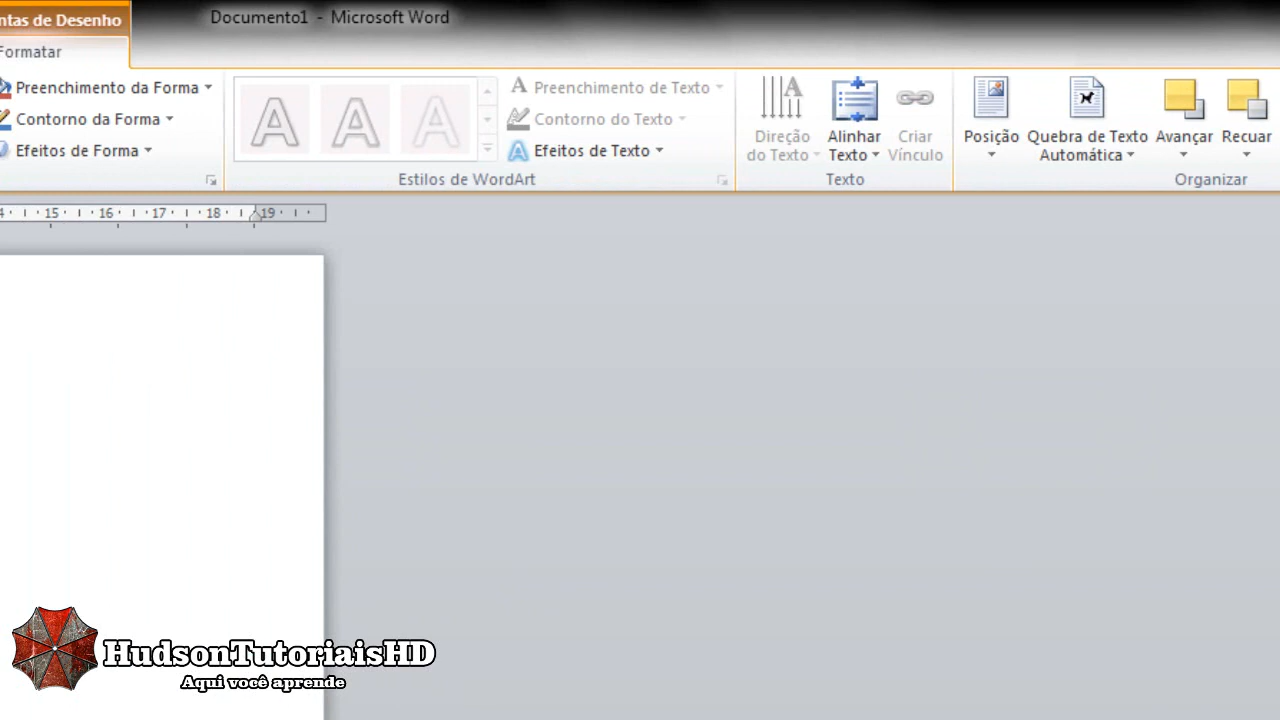 ntas de Desenho
Documento1 - Microsoft Word
Formatar
Preenchimento da Forma
Contorno da Forma
Efeitos de Forma
A A A
Preenchimento de Texto
Contorno do Texto
Efeitos de Texto
Estilos de WordArt
Direção do Texto
Alinhar Texto
Criar Vínculo
Texto
Posição
Quebra de Texto Automática
Avançar
Recuar
Organizar
4 15 16 17 18 19
HudsonTutoriaisHD
Aqui você aprende